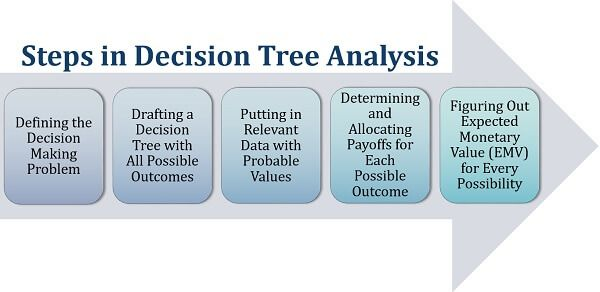 Steps in Decision Tree Analysis
Defining the
Decision
Making
Problem
Drafting a
Decision
Tree with
All Possible
Outcomes
Putting in
Relevant
Data with
Probable
Values
Determining
and
Allocating
Payoffs for
Each
Possible
Outcome
Figuring Out
Expected
Monetary
Value (EMV)
for Every
Possibility